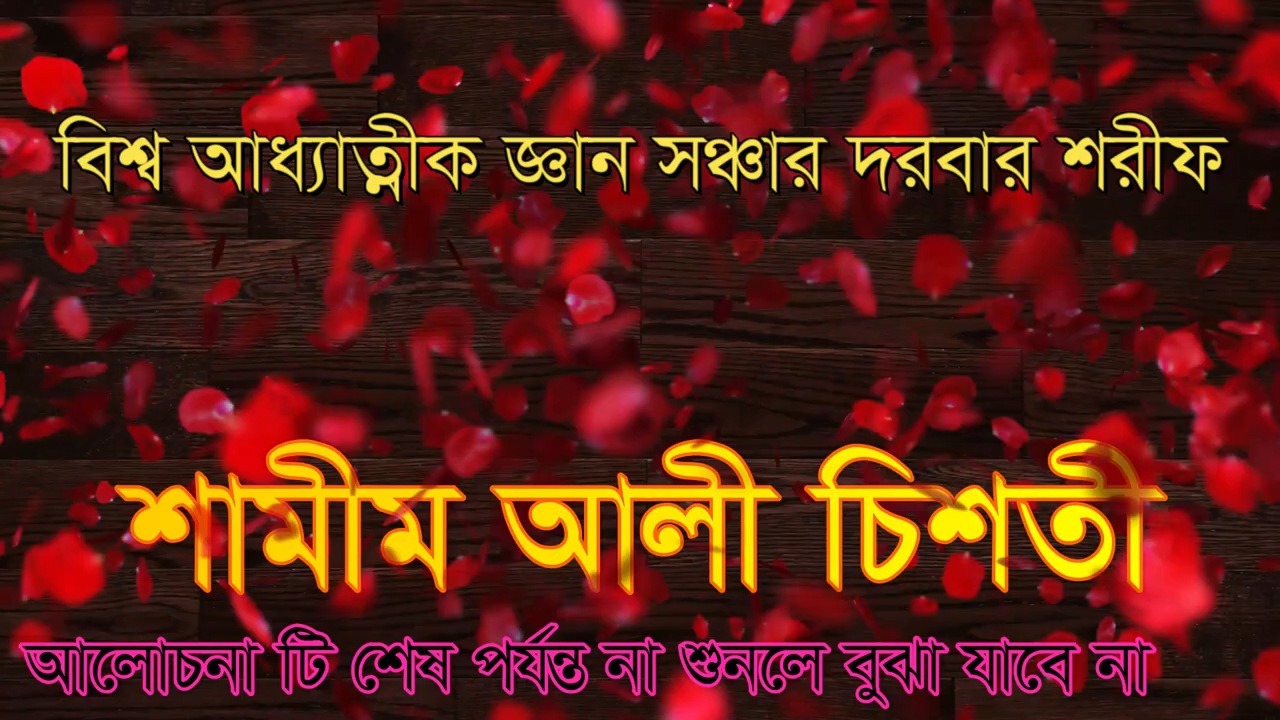 বিশ্ব আধ্যাত্নীক জ্ঞান সঞ্চার দরবার শরীফ
শামীম আলী চিশতী
আলোচনা টি শেষ পর্যন্ত না শুনলে বুঝা যাবে না